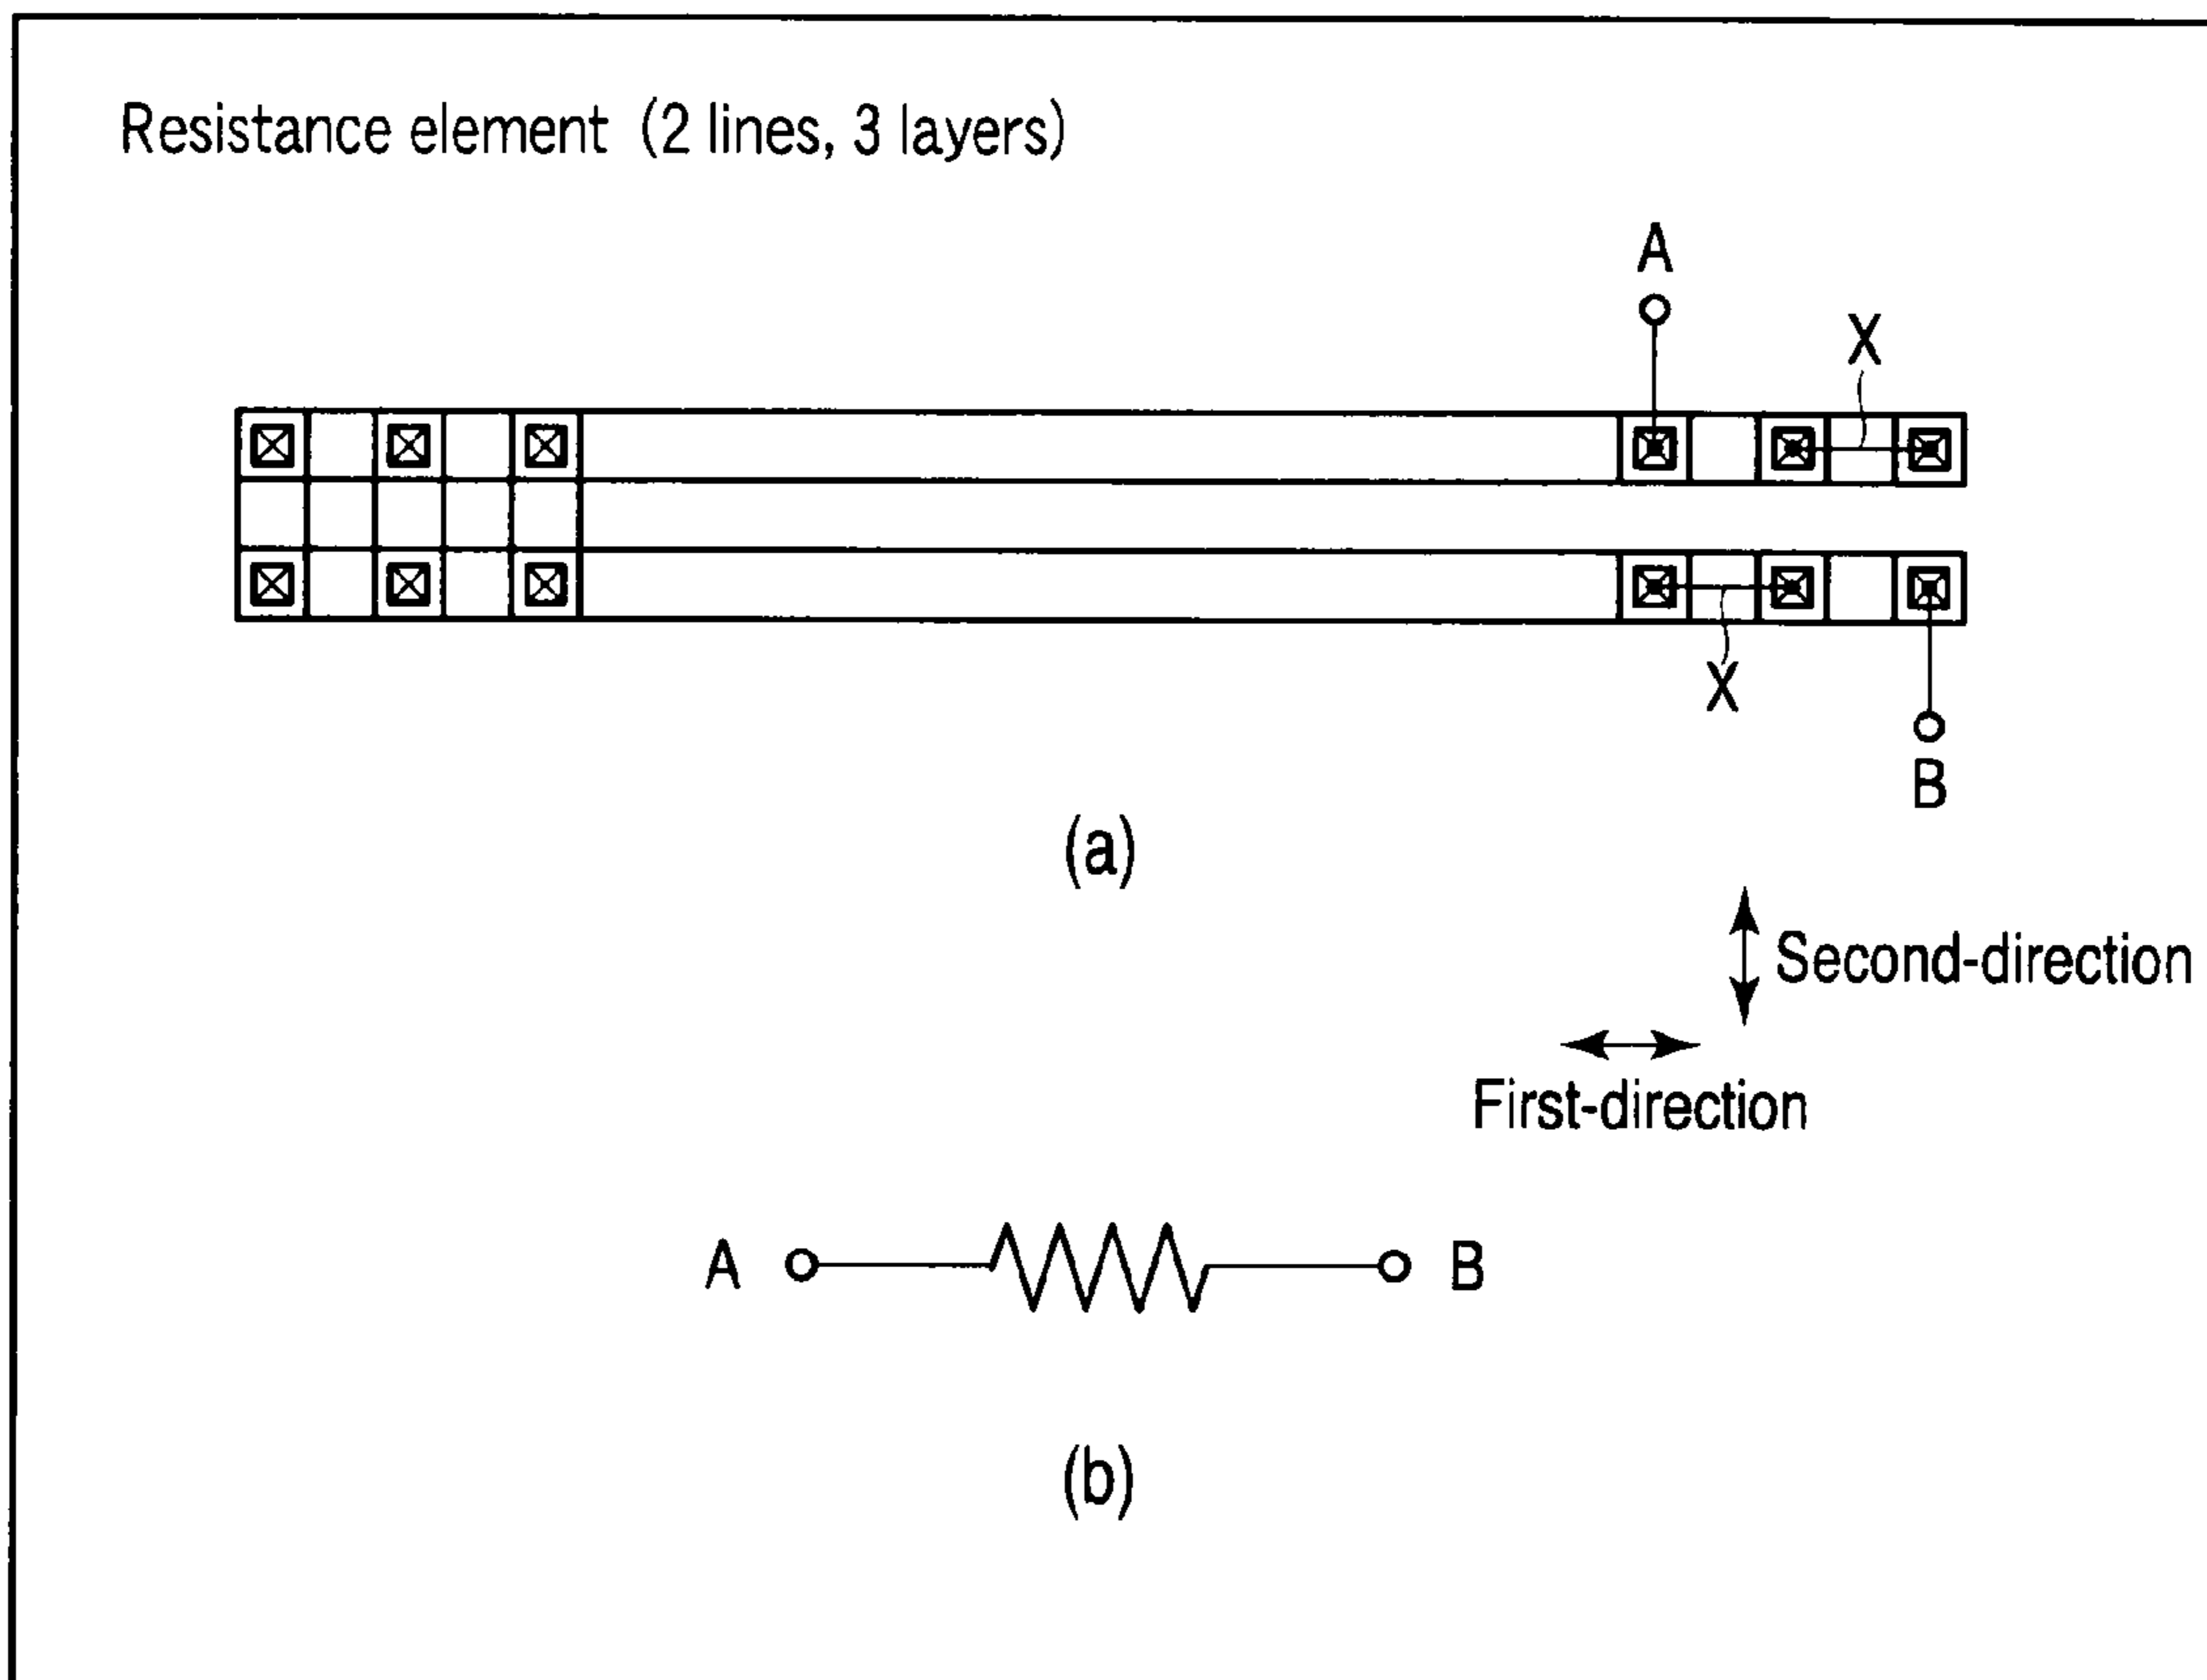 Resistance element (2 lines, 3 layers)
A
X
X
B
(a)
Second-direction
First-direction
A B
(b)